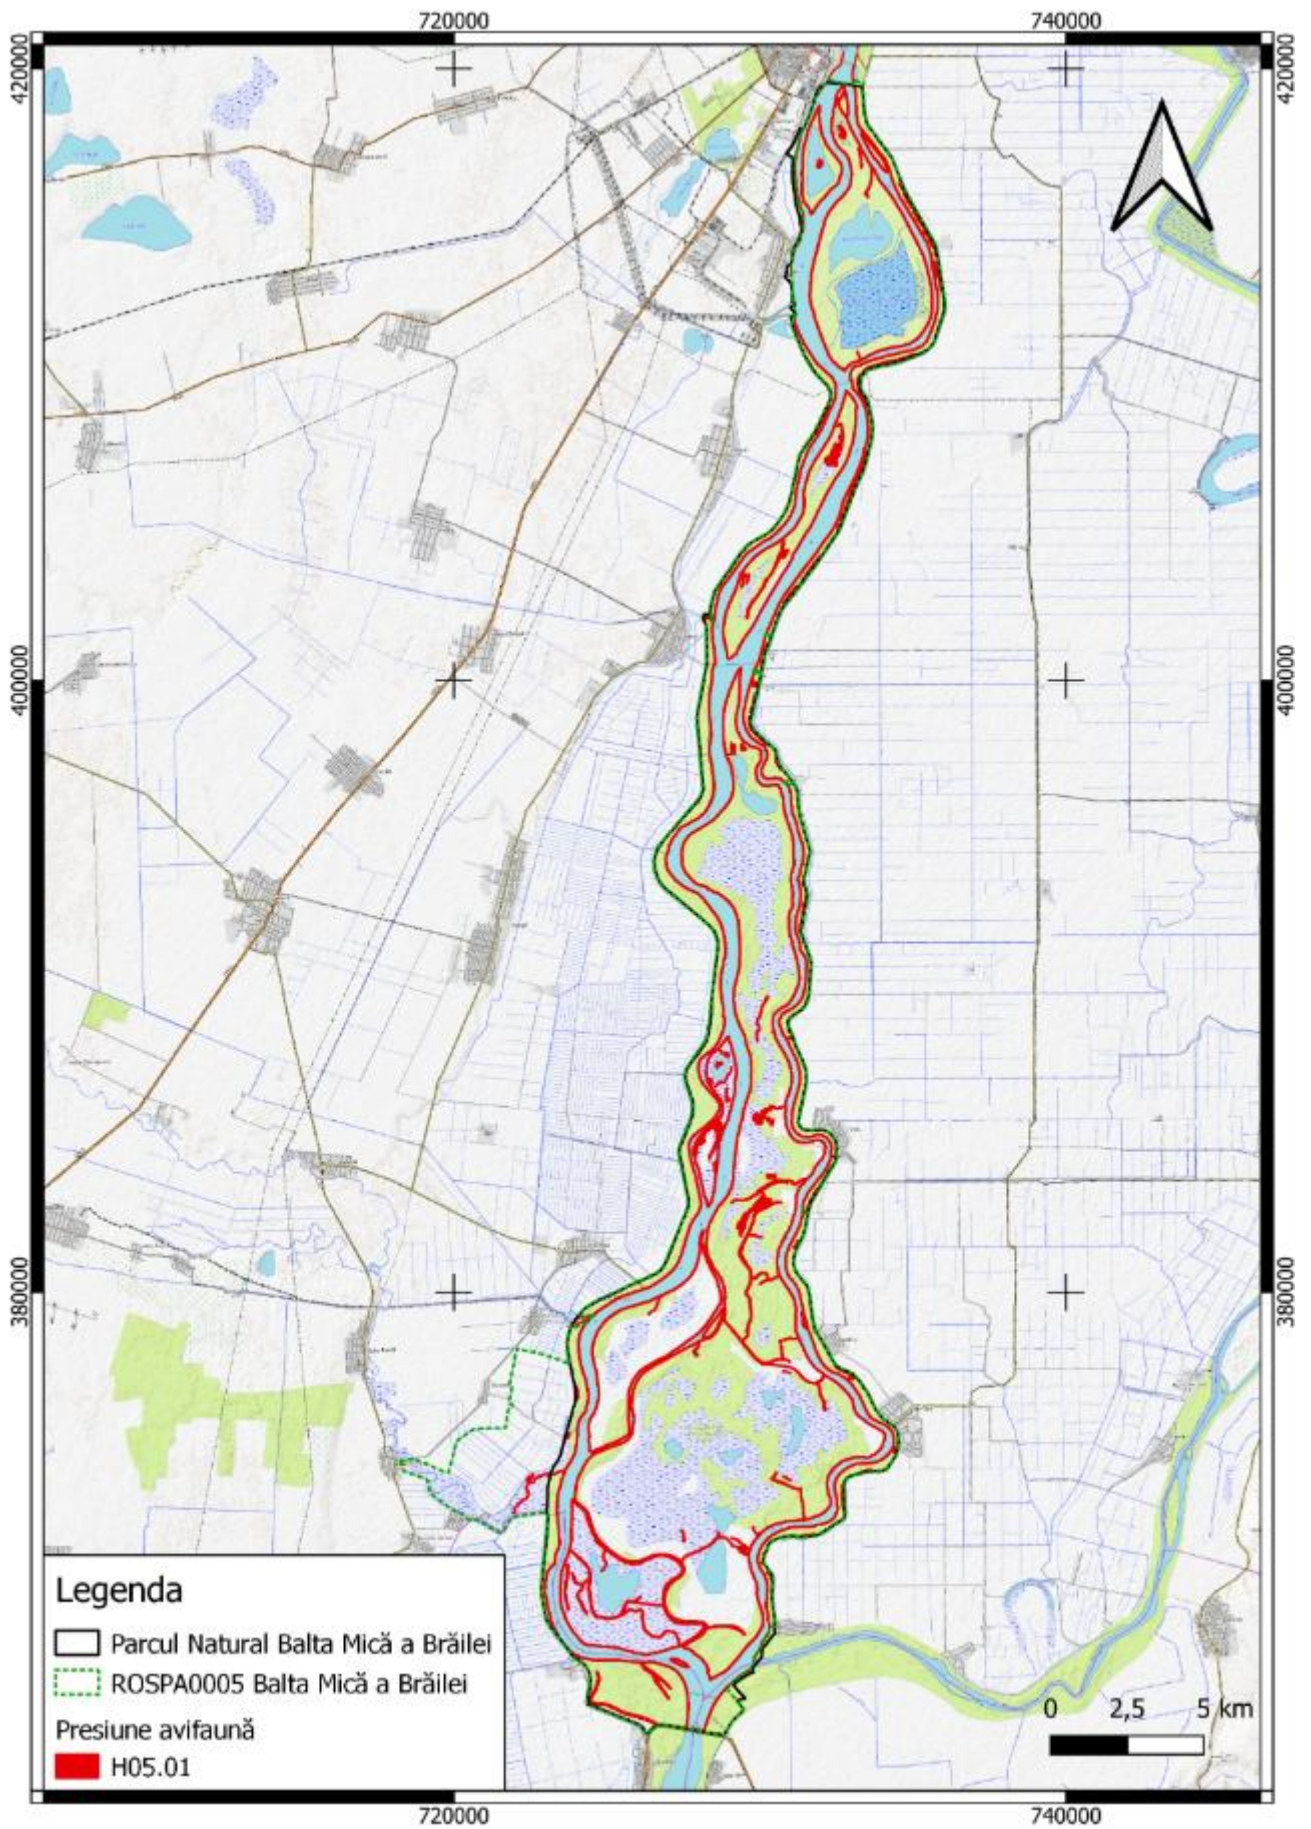 720000
740000
420000
420000
400000
400000
380000
380000
Legenda
Parcul Natural Balta Mică a Brăilei
ROSPA0005 Balta Mică a Brăilei
Presiune avifaună
H05.01
0 2,5 5 km
720000
740000